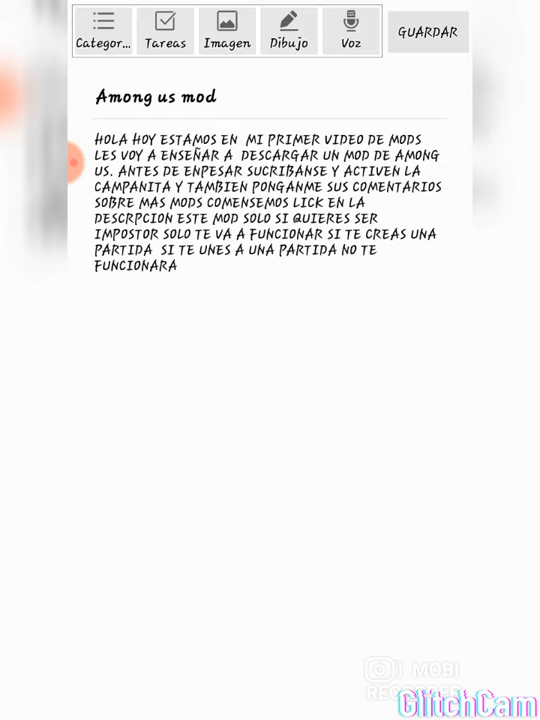 Categor...
Tareas
Imagen
Dibujo
Voz
GUARDAR
Among us mod
HOLA HOY ESTAMOS EN MI PRIMER VIDEO DE MODS
LES VOY A ENSEÑAR A DESCARGAR UN MOD DE AMONG
US. ANTES DE ENPESAR SUCRIBANSE Y ACTIVEN LA
CAMPANITA Y TAMBIEN PONGANME SUS COMENTARIOS
SOBRE MAS MODS COMENSEMOS LICK EN LA
DESCRPCION ESTE MOD SOLO SI QUIERES SER
IMPOSTOR SOLO TE VA A FUNCIONAR SI TE CREAS UNA
PARTIDA SI TE UNES A UNA PARTIDA NO TE
FUNCIONARA
MOBI
RECORDER
GlitchCam